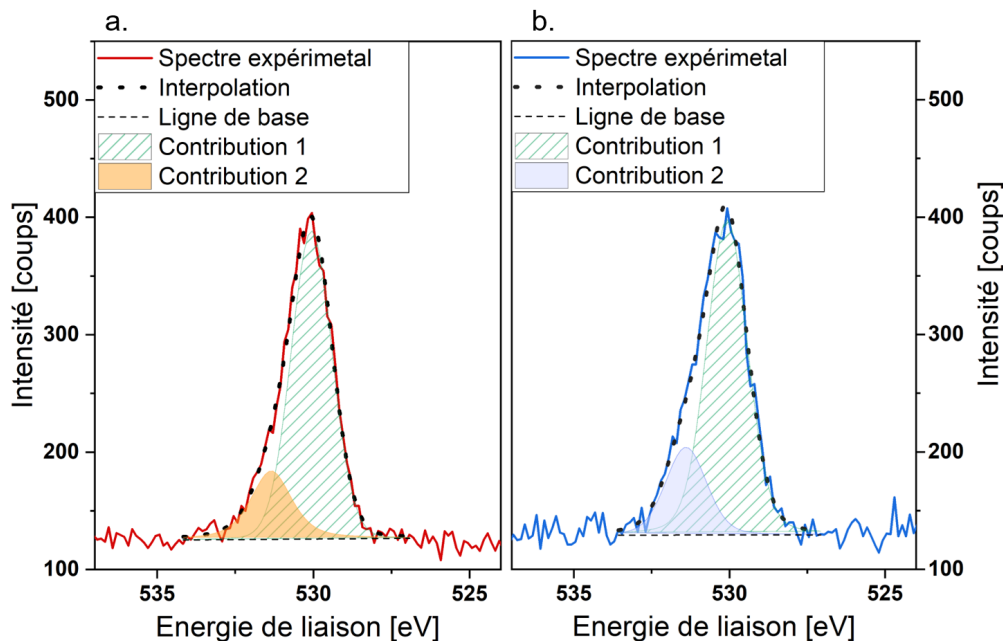 a.
Spectre expérimetal
Interpolation
Ligne de base
Contribution 1
Contribution 2
500
400
300
200
100
Intensité [coups]
535
530
525
Energie de liaison [eV]
b.
Spectre expérimetal
Interpolation
Ligne de base
Contribution 1
Contribution 2
500
400
300
200
100
Intensité [coups]
535
530
525
Energie de liaison [eV]